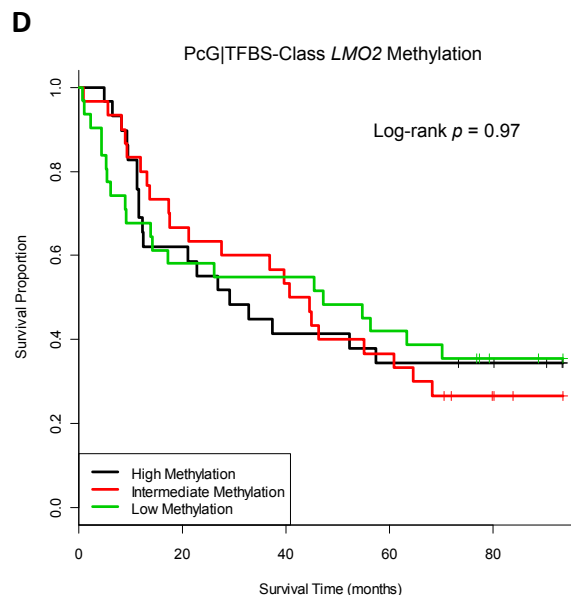 D
PcG|TFBS-Class LMO2 Methylation
Log-rank p = 0.97
Survival Proportion
1.0
0.8
0.6
0.4
0.2
0.0
High Methylation
Intermediate Methylation
Low Methylation
0 20 40 60 80
Survival Time (months)